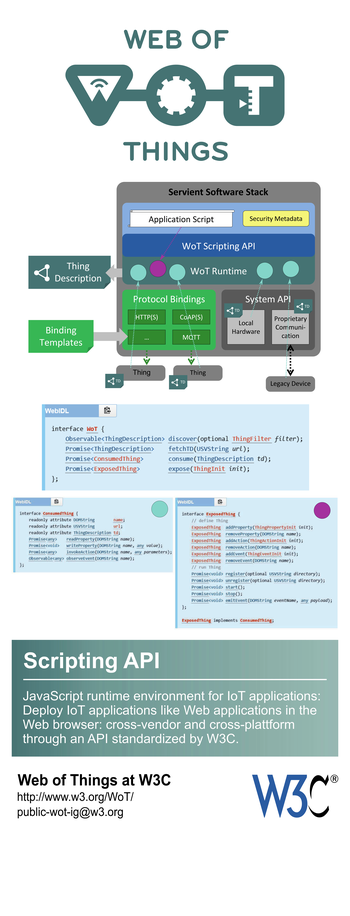 WEB OF
W T
THINGS
Servient Software Stack
Application Script
Security Metadata
WoT Scripting API
Thing
Description
WoT Runtime
Protocol Bindings
System API
HTTP(S)
CoAP(S)
...
MQTT
Binding
Templates
TD
TD
Local
Hardware
Proprietary
Communi-
cation
Thing
Thing
TD
TD
Legacy Device
WebIDL
interface WoT {
Observable<ThingDescription> discover(optional ThingFilter filter);
Promise<ThingDescription> fetchTD(USVString url);
Promise<ConsumedThing> consume(ThingDescription td);
Promise<ExposedThing> expose(ThingInit init);
};
WebIDL
interface ConsumedThing {
readonly attribute DOMString name;
readonly attribute USVString url;
readonly attribute ThingDescription td;
Promise<any> readProperty(DOMString name);
Promise<void> writeProperty(DOMString name, any value);
Promise<any> invokeAction(DOMString name, any parameters);
Observable<any> observe(DOMString name);
};
WebIDL
interface ExposedThing {
// define Thing
ExposedThing addProperty(ThingPropertyInit init);
ExposedThing removeProperty(DOMString name);
ExposedThing addAction(ThingActionInit init);
ExposedThing removeAction(DOMString name);
ExposedThing addEvent(ThingEventInit init);
ExposedThing removeEvent(DOMString name);
// run Thing
Promise<void> register(optional USVString directory);
Promise<void> unregister(optional USVString directory);
Promise<void> start();
Promise<void> stop();
Promise<void> emitEvent(DOMString eventName, any payload);
};
ExposedThing implements ConsumedThing;
Scripting API
JavaScript runtime environment for IoT applications:
Deploy IoT applications like Web applications in the
Web browser: cross-vendor and cross-plattform
through an API standardized by W3C.
Web of Things at W3C
http://www.w3.org/WoT/
public-wot-ig@w3.org
W3C®